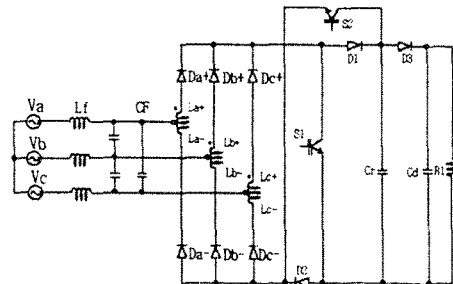 S2
D1
D3
Da+
Db+
Dc+
Va
Lf
CF
La+
La-
Vb
Lb+
Lb-
Vc
Lc+
Lc-
S1
Cr
Cd
R1
Da-
Db-
Dc-
D2